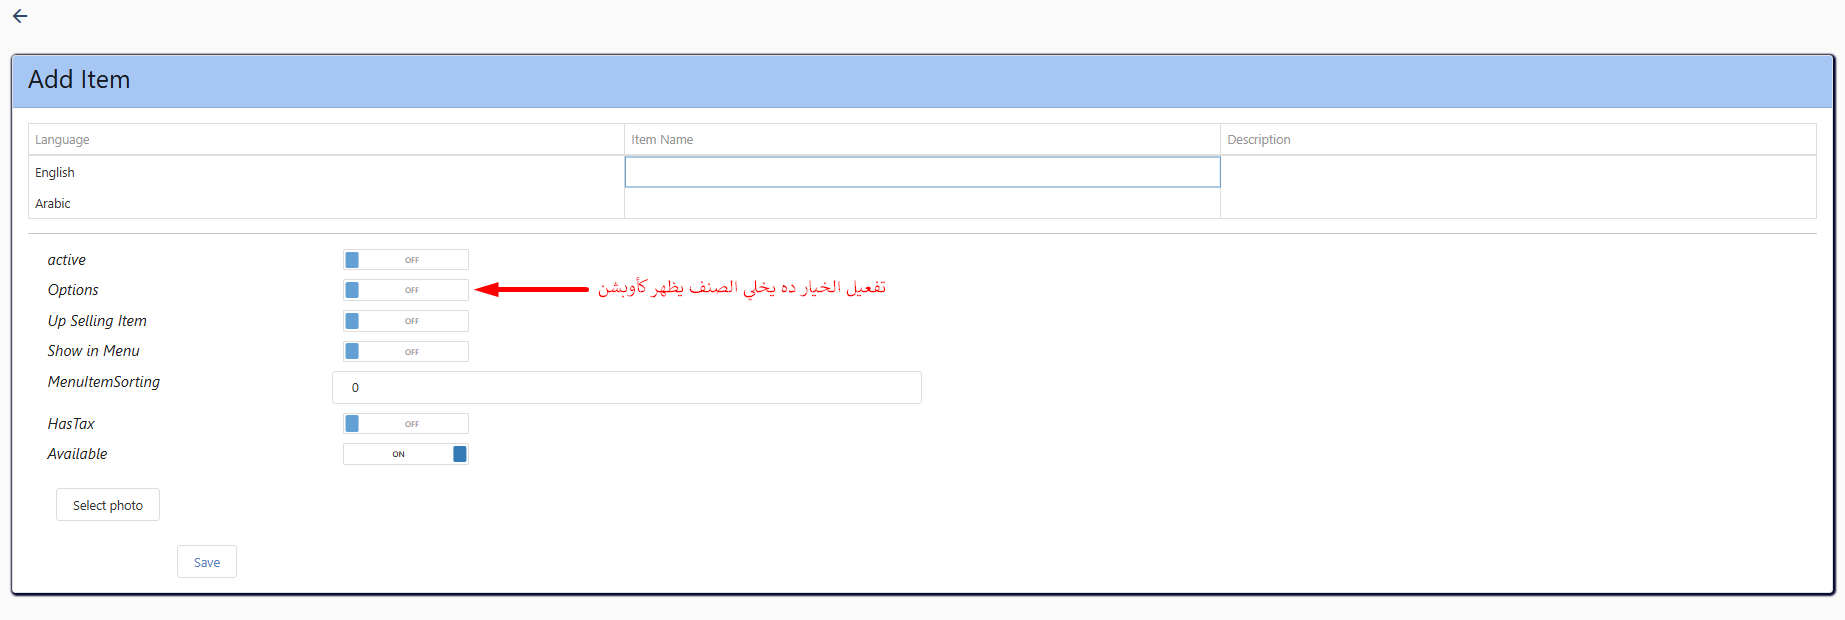 Add Item
Language Item Name Description
English
Arabic
active OFF
Options OFF تفعيل الخيار ده يخلي الصنف يظهر كأوبشن
Up Selling Item OFF
Show in Menu OFF
MenuItemSorting 0
HasTax OFF
Available ON
Select photo
Save